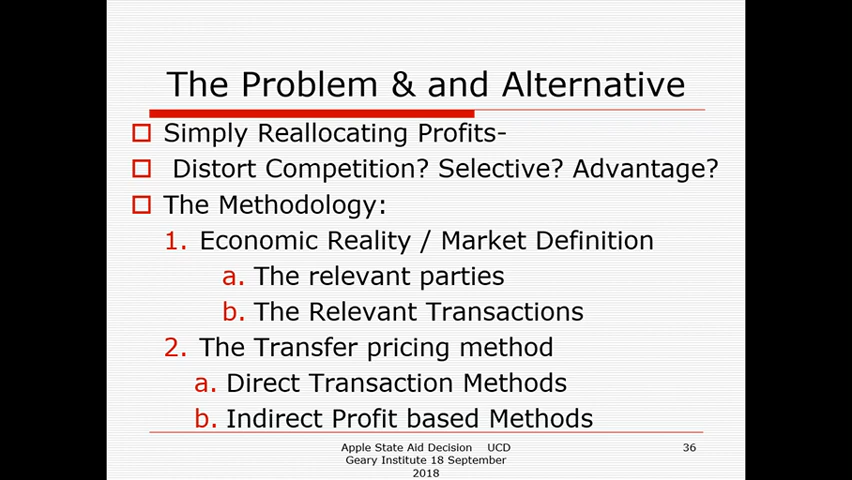 The Problem & and Alternative
Simply Reallocating Profits-
Distort Competition? Selective? Advantage?
The Methodology:
1. Economic Reality / Market Definition
a. The relevant parties
b. The Relevant Transactions
2. The Transfer pricing method
a. Direct Transaction Methods
b. Indirect Profit based Methods
Apple State Aid Decision UCD
Geary Institute 18 September
2018
36